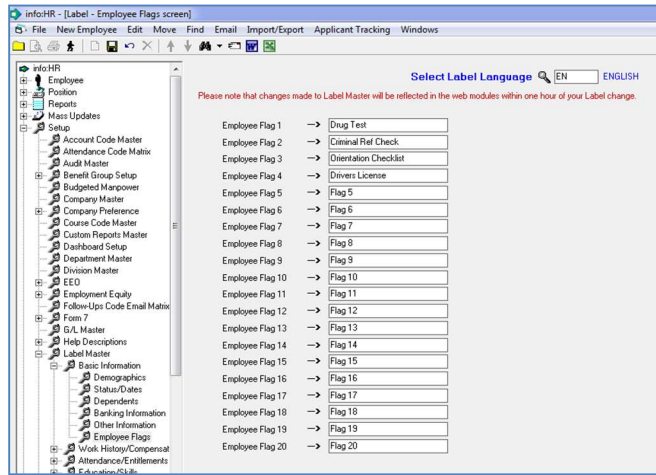 info:HR - [Label - Employee Flags screen]
File New Employee Edit Move Find Email Import/Export Applicant Tracking Windows
info:HR
Employee
Position
Reports
Mass Updates
Setup
Account Code Master
Attendance Code Matrix
Audit Master
Benefit Group Setup
Budgeted Manpower
Company Master
Company Preference
Course Code Master
Custom Reports Master
Dashboard Setup
Department Master
Division Master
EEO
Employment Equity
Follow-Ups Code Email Matrix
Form 7
G/L Master
Help Descriptions
Label Master
Basic Information
Demographics
Status/Dates
Dependents
Banking Information
Other Information
Employee Flags
Work History/Compensat
Attendance/Entitlements
Education/Skills
Select Label Language EN ENGLISH
Please note that changes made to Label Master will be reflected in the web modules within one hour of your Label change.
Employee Flag 1 --> Drug Test
Employee Flag 2 --> Criminal Ref Check
Employee Flag 3 --> Orientation Checklist
Employee Flag 4 --> Drivers License
Employee Flag 5 --> Flag 5
Employee Flag 6 --> Flag 6
Employee Flag 7 --> Flag 7
Employee Flag 8 --> Flag 8
Employee Flag 9 --> Flag 9
Employee Flag 10 --> Flag 10
Employee Flag 11 --> Flag 11
Employee Flag 12 --> Flag 12
Employee Flag 13 --> Flag 13
Employee Flag 14 --> Flag 14
Employee Flag 15 --> Flag 15
Employee Flag 16 --> Flag 16
Employee Flag 17 --> Flag 17
Employee Flag 18 --> Flag 18
Employee Flag 19 --> Flag 19
Employee Flag 20 --> Flag 20